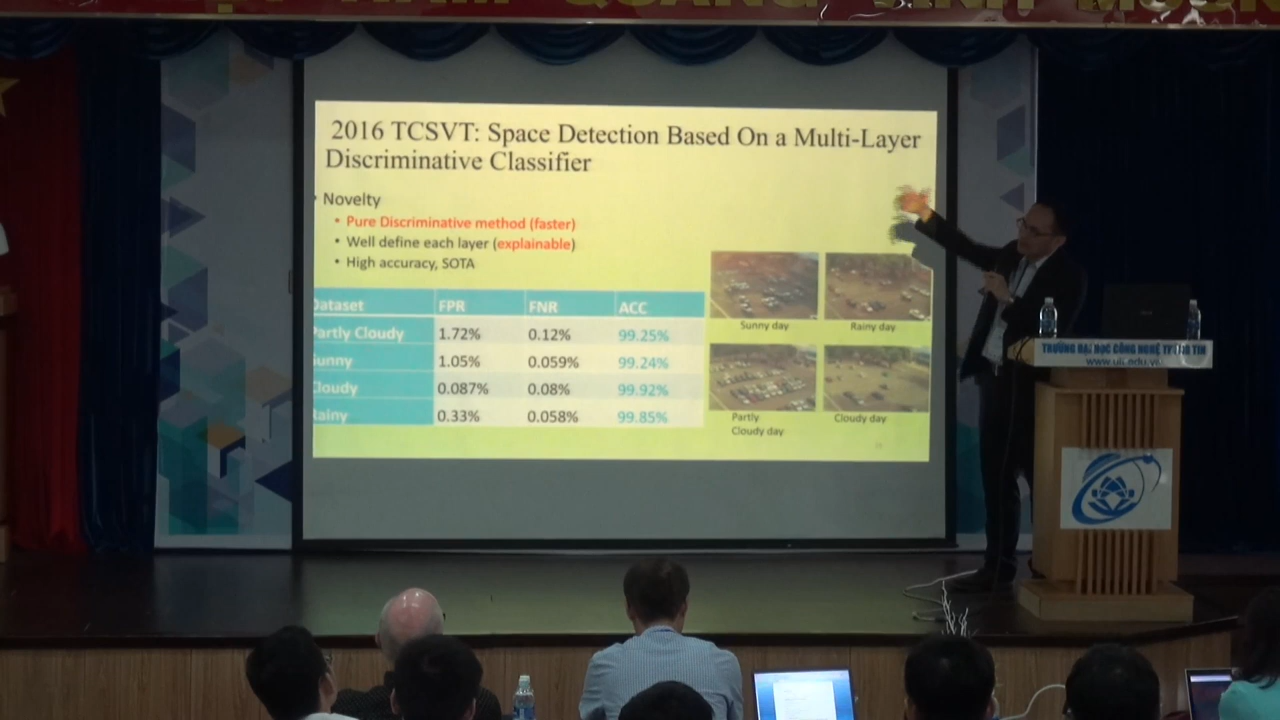 QUANG VINH MUÔN
2016 TCSVT: Space Detection Based On a Multi-Layer
Discriminative Classifier
• Novelty
• Pure Discriminative method (faster)
• Well define each layer (explainable)
• High accuracy, SOTA
Dataset FPR FNR ACC
Partly Cloudy 1.72% 0.12% 99.25%
Sunny 1.05% 0.059% 99.24%
Cloudy 0.087% 0.08% 99.92%
Rainy 0.33% 0.058% 99.85%
Sunny day
Rainy day
Partly
Cloudy day
Cloudy day
TRƯỜNG ĐẠI HỌC CÔNG NGHỆ THÔNG TIN
www.uit.edu.vn